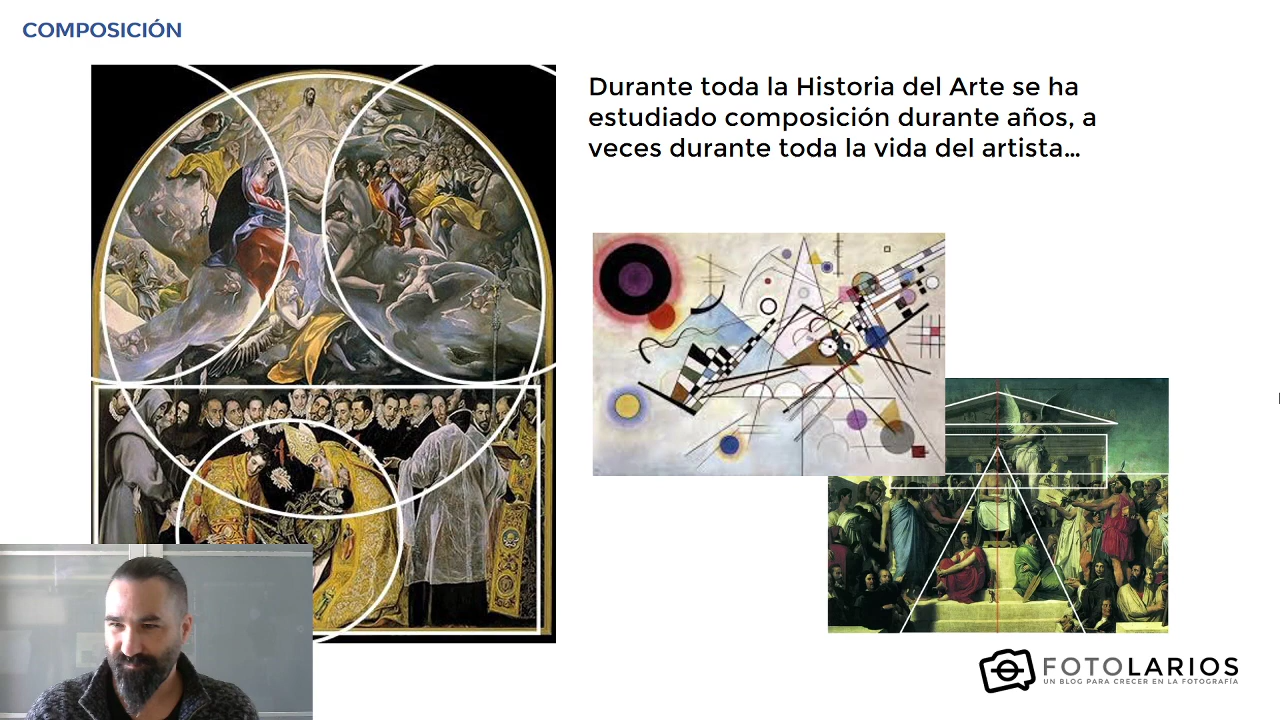 COMPOSICIÓN
Durante toda la Historia del Arte se ha
estudiado composición durante años, a
veces durante toda la vida del artista...
FOTOLARIOS
UN BLOG PARA CRECER EN LA FOTOGRAFÍA